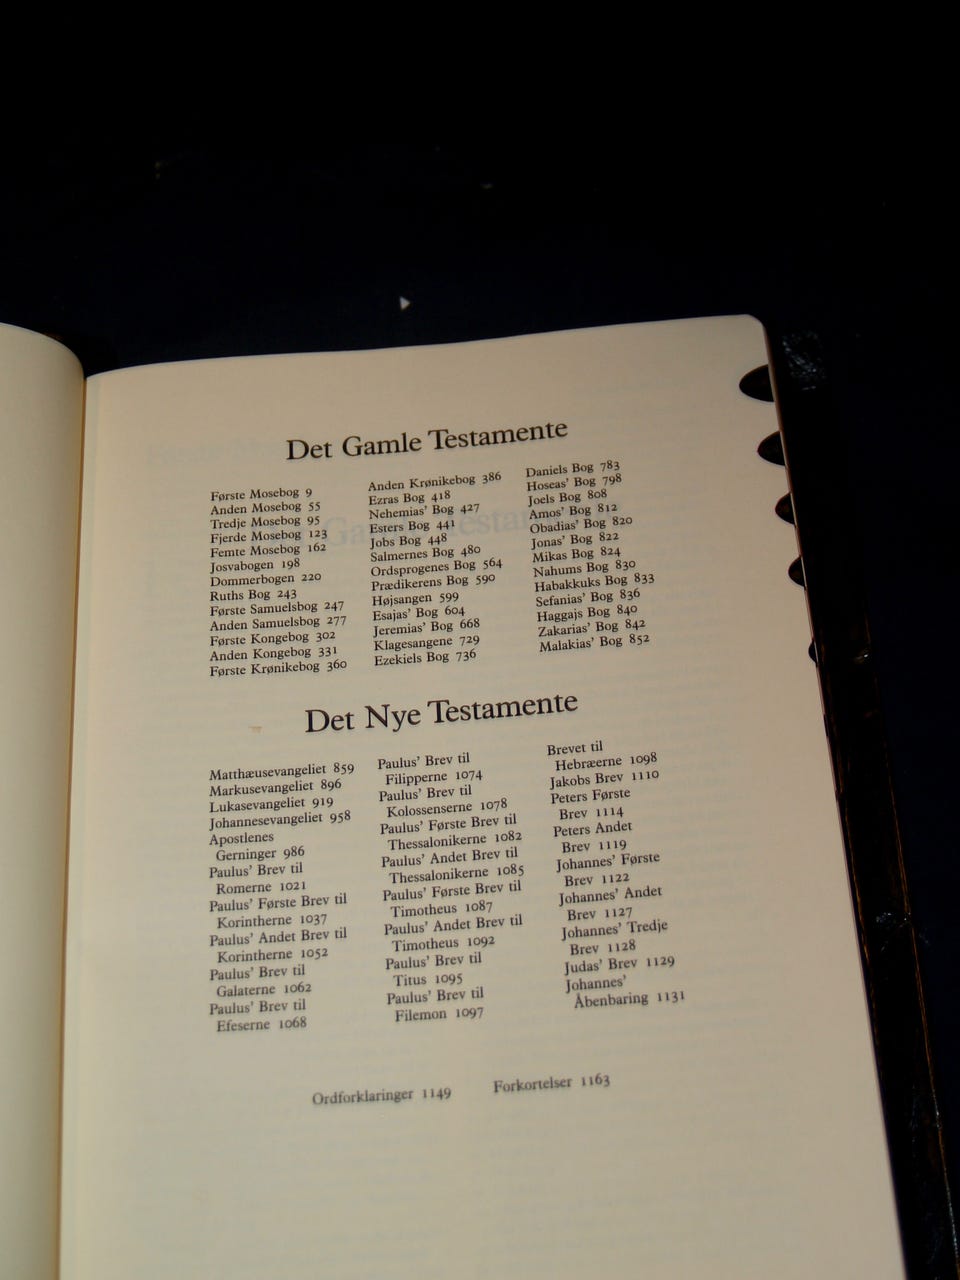 Det Gamle Testamente
Første Mosebog 9
Anden Mosebog 55
Tredje Mosebog 95
Fjerde Mosebog 123
Femte Mosebog 162
Josvabogen 198
Dommerbogen 220
Ruths Bog 243
Første Samuelsbog 247
Anden Samuelsbog 277
Første Kongebog 302
Anden Kongebog 331
Første Krønikebog 360
Anden Krønikebog 386
Ezras Bog 418
Nehemias' Bog 427
Esters Bog 441
Jobs Bog 448
Salmernes Bog 480
Ordsprogenes Bog 564
Prædikerens Bog 590
Højsangen 599
Esajas' Bog 604
Jeremias' Bog 668
Klagesangene 729
Ezekiels Bog 736
Daniels Bog 783
Hoseas' Bog 798
Joels Bog 808
Amos' Bog 812
Obadias' Bog 820
Jonas' Bog 822
Mikas Bog 824
Nahums Bog 830
Habakkuks Bog 833
Sefanias' Bog 836
Haggajs Bog 840
Zakarias' Bog 842
Malakias' Bog 852
Det Nye Testamente
Matthæusevangeliet 859
Markusevangeliet 896
Lukasevangeliet 919
Johannesevangeliet 958
Apostlenes
Gerninger 986
Paulus' Brev til
Romerne 1021
Paulus' Første Brev til
Korintherne 1037
Paulus' Andet Brev til
Korintherne 1052
Paulus' Brev til
Galaterne 1062
Paulus' Brev til
Efeserne 1068
Paulus' Brev til
Filipperne 1074
Paulus' Brev til
Kolossenserne 1078
Paulus' Første Brev til
Thessalonikerne 1082
Paulus' Andet Brev til
Thessalonikerne 1085
Paulus' Første Brev til
Timotheus 1087
Paulus' Andet Brev til
Timotheus 1092
Paulus' Brev til
Titus 1095
Paulus' Brev til
Filemon 1097
Brevet til
Hebræerne 1098
Jakobs Brev 1110
Peters Første
Brev 1114
Peters Andet
Brev 1119
Johannes' Første
Brev 1122
Johannes' Andet
Brev 1127
Johannes' Tredje
Brev 1128
Judas' Brev 1129
Johannes'
Åbenbaring 1131
Ordforklaringer 1149
Forkortelser 1163